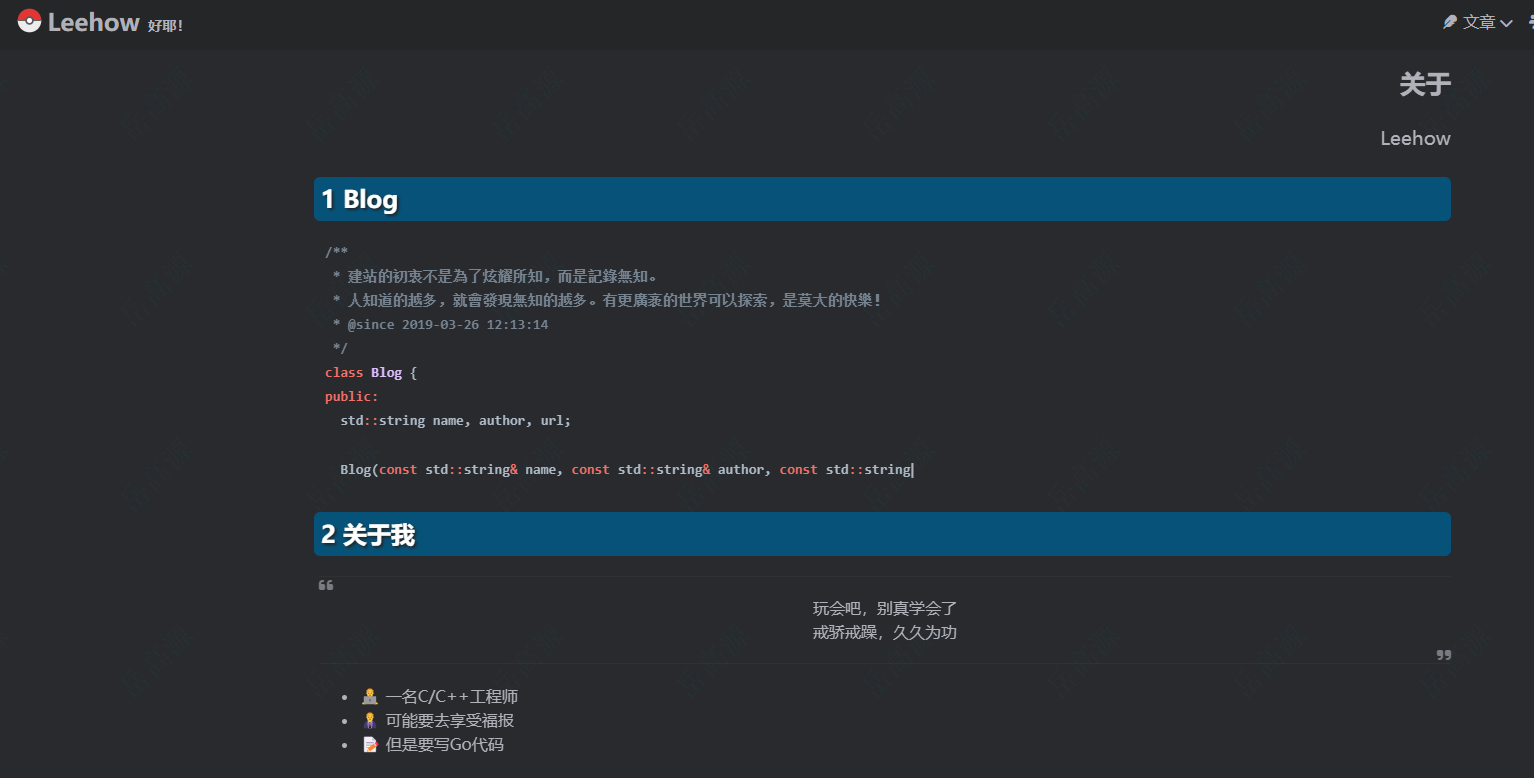 Leehow 好耶!
文章
关于
Leehow
1 Blog
/**
* 建站的初衷不是為了炫耀所知，而是記錄無知。
* 人知道的越多，就會發現無知的越多。有更廣袤的世界可以探索，是莫大的快樂！
* @since 2019-03-26 12:13:14
*/
class Blog {
public:
std::string name, author, url;
Blog(const std::string& name, const std::string& author, const std::string
2 关于我
玩会吧，别真学会了
戒骄戒躁，久久为功
一名C/C++工程师
可能要去享受福报
但是要写Go代码